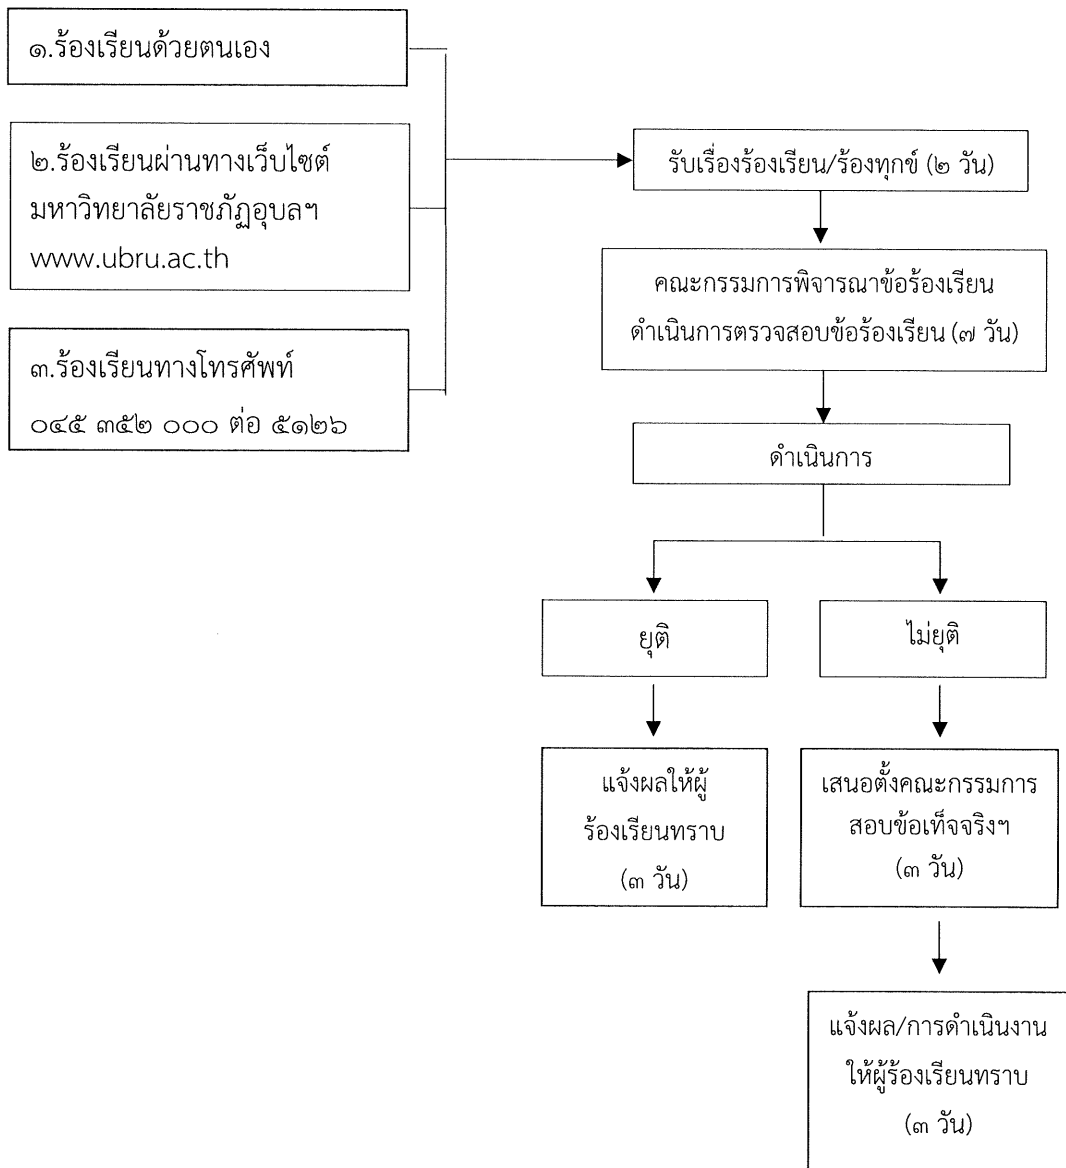 ๑.ร้องเรียนด้วยตนเอง
๒.ร้องเรียนผ่านทางเว็บไซต์
มหาวิทยาลัยราชภัฏอุบลฯ
www.ubru.ac.th
๓.ร้องเรียนทางโทรศัพท์
๐๔๕ ๓๕๒ ๐๐๐ ต่อ ๕๑๒๖
รับเรื่องร้องเรียน/ร้องทุกข์ (๒ วัน)
คณะกรรมการพิจารณาข้อร้องเรียน
ดำเนินการตรวจสอบข้อร้องเรียน (๗ วัน)
ดำเนินการ
ยุติ
ไม่ยุติ
แจ้งผลให้ผู้
ร้องเรียนทราบ
(๓ วัน)
เสนอตั้งคณะกรรมการ
สอบข้อเท็จจริงฯ
(๓ วัน)
แจ้งผล/การดำเนินงาน
ให้ผู้ร้องเรียนทราบ
(๓ วัน)